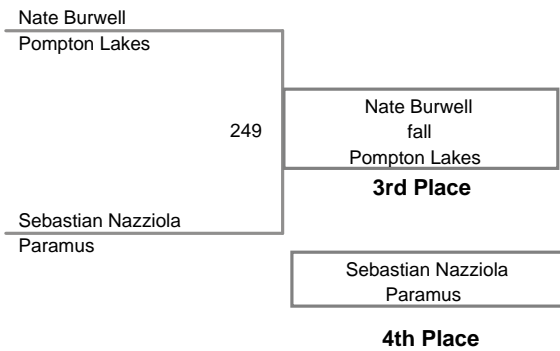 Nate Burwell
Pompton Lakes
249
Nate Burwell
fall
Pompton Lakes
3rd Place
Sebastian Nazziola
Paramus
Sebastian Nazziola
Paramus
4th Place